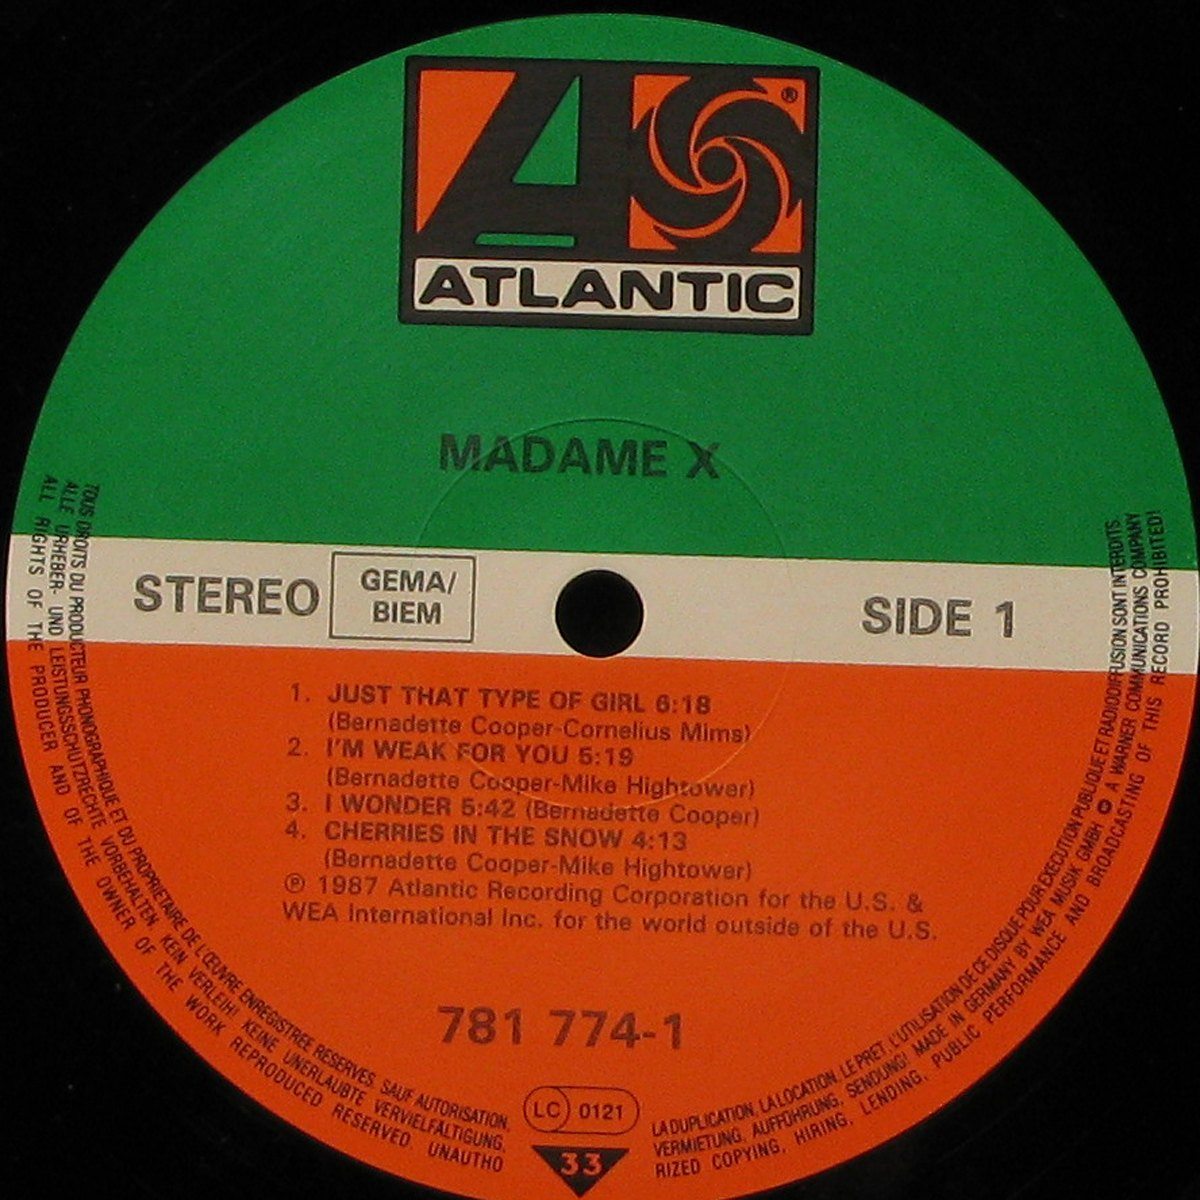 ®
ATLANTIC
MADAME X
STEREO
GEMA/
BIEM
SIDE 1
1. JUST THAT TYPE OF GIRL 6:18
(Bernadette Cooper-Cornelius Mims)
2. I'M WEAK FOR YOU 5:19
(Bernadette Cooper-Mike Hightower)
3. I WONDER 5:42 (Bernadette Cooper)
4. CHERRIES IN THE SNOW 4:13
(Bernadette Cooper-Mike Hightower)
℗ 1987 Atlantic Recording Corporation for the U.S. &
WEA International Inc. for the world outside of the U.S.
781 774-1
LC 0121
33
TOUS DROITS DU PRODUCTEUR PHONOGRAPHIQUE ET DU PROPRIETAIRE DE L'ŒUVRE ENREGISTREE RESERVES. SAUF AUTORISATION, LA DUPLICATION, LA LOCATION, LE PRET, L'UTILISATION DE CE DISQUE POUR EXECUTION PUBLIQUE ET RADIODIFFUSION SONT INTERDITS.
ALLE URHEBER- UND LEISTUNGSSCHUTZRECHTE VORBEHALTEN. KEIN VERLEIH! KEINE UNERLAUBTE VERVIELFÄLTIGUNG, VERMIETUNG, AUFFÜHRUNG, SENDUNG! MADE IN GERMANY BY WEA MUSIK GMBH A WARNER COMMUNICATIONS COMPANY
ALL RIGHTS OF THE PRODUCER AND OF THE OWNER OF THE WORK REPRODUCED RESERVED. UNAUTHORIZED COPYING, HIRING, LENDING, PUBLIC PERFORMANCE AND BROADCASTING OF THIS RECORD PROHIBITED!